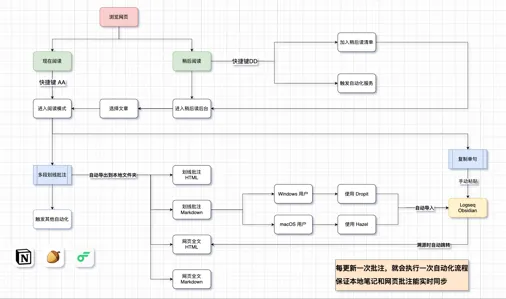 浏览网页
现在阅读
稍后阅读
快捷键DD
加入稍后读清单
触发自动化服务
快捷键 AA
进入阅读模式
选择文章
进入稍后读后台
多段划线批注
自动导出到本地文件夹
划线批注
HTML
复制单句
手动粘贴
触发其他自动化
划线批注
Markdown
Windows 用户
使用 Dropit
macOS 用户
使用 Hazel
自动导入
Logseq
Obsidian
网页全文
HTML
溯源时自动跳转
网页全文
Markdown
每更新一次批注，就会执行一次自动化流程
保证本地笔记和网页批注能实时同步